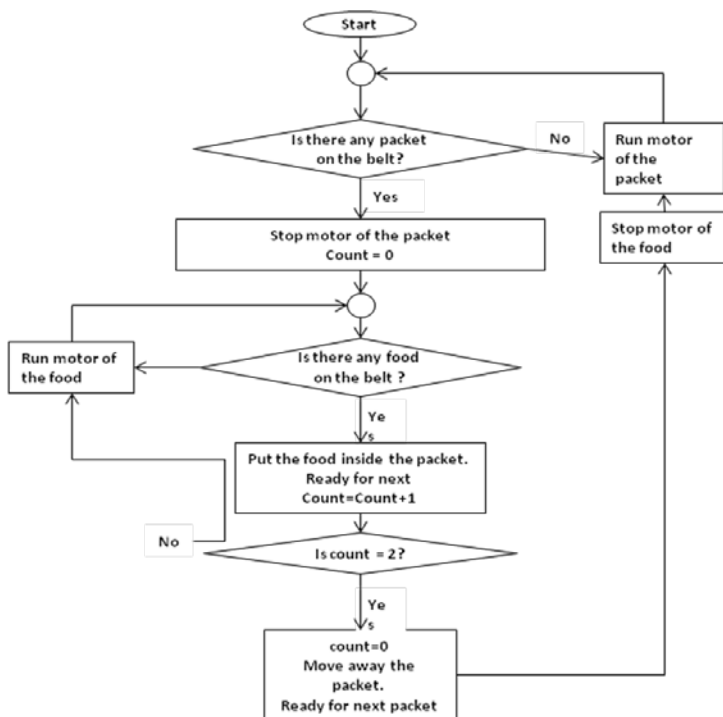 Start
Is there any packet
on the belt?
No
Run motor
of the
packet
Yes
Stop motor of the packet
Count = 0
Stop motor of
the food
Run motor of
the food
Is there any food
on the belt ?
Ye
s
Put the food inside the packet.
Ready for next
Count=Count+1
No
Is count = 2?
Ye
s
count=0
Move away the
packet.
Ready for next packet